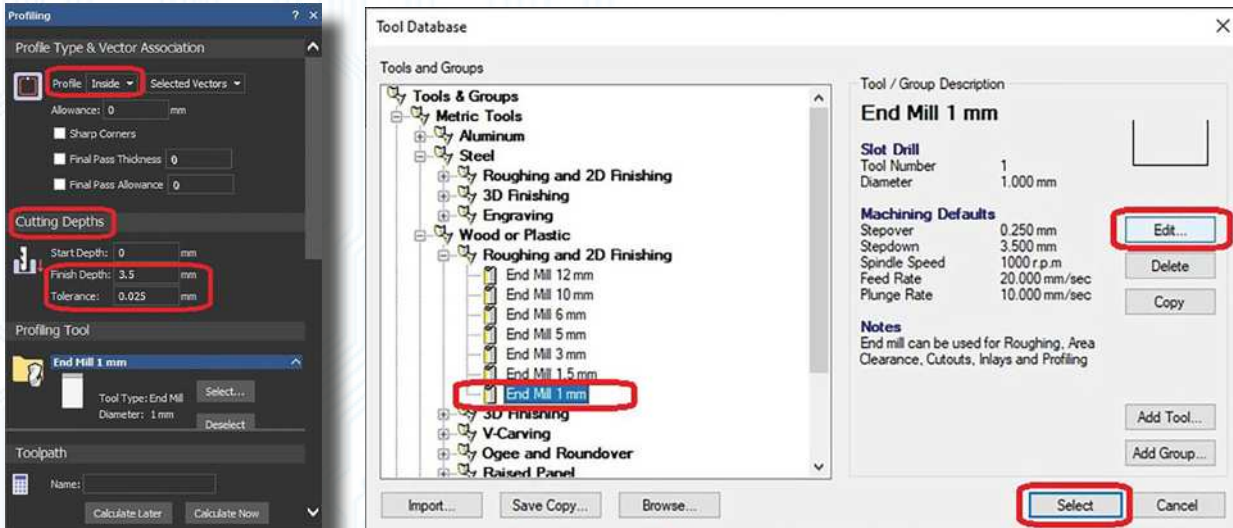 Profiling ? ×
Profile Type & Vector Association
Profile Inside Selected Vectors
Allowance: 0 mm
Sharp Corners
Final Pass Thickness 0
Final Pass Allowance 0
Cutting Depths
Start Depth: 0 mm
Finish Depth: 3.5 mm
Tolerance: 0.025 mm
Profiling Tool
End Mill 1 mm
Tool Type: End Mill
Diameter: 1 mm
Select...
Deselect
Toolpath
Name:
Calculate Later Calculate Now
Tool Database
Tools and Groups
Tools & Groups
Metric Tools
Aluminum
Steel
Roughing and 2D Finishing
3D Finishing
Engraving
Wood or Plastic
Roughing and 2D Finishing
End Mill 12 mm
End Mill 10 mm
End Mill 6 mm
End Mill 5 mm
End Mill 3 mm
End Mill 1.5 mm
End Mill 1 mm
3D Finishing
V-Carving
Ogee and Roundover
Raised Panel
Import... Save Copy... Browse...
Tool / Group Description
End Mill 1 mm
Slot Drill
Tool Number 1
Diameter 1.000 mm
Machining Defaults
Stepover 0.250 mm
Stepdown 3.500 mm
Spindle Speed 1000 r.p.m
Feed Rate 20.000 mm/sec
Plunge Rate 10.000 mm/sec
Notes
End mill can be used for Roughing, Area
Clearance, Cutouts, Inlays and Profiling
Edit...
Delete
Copy
Add Tool...
Add Group...
Select Cancel